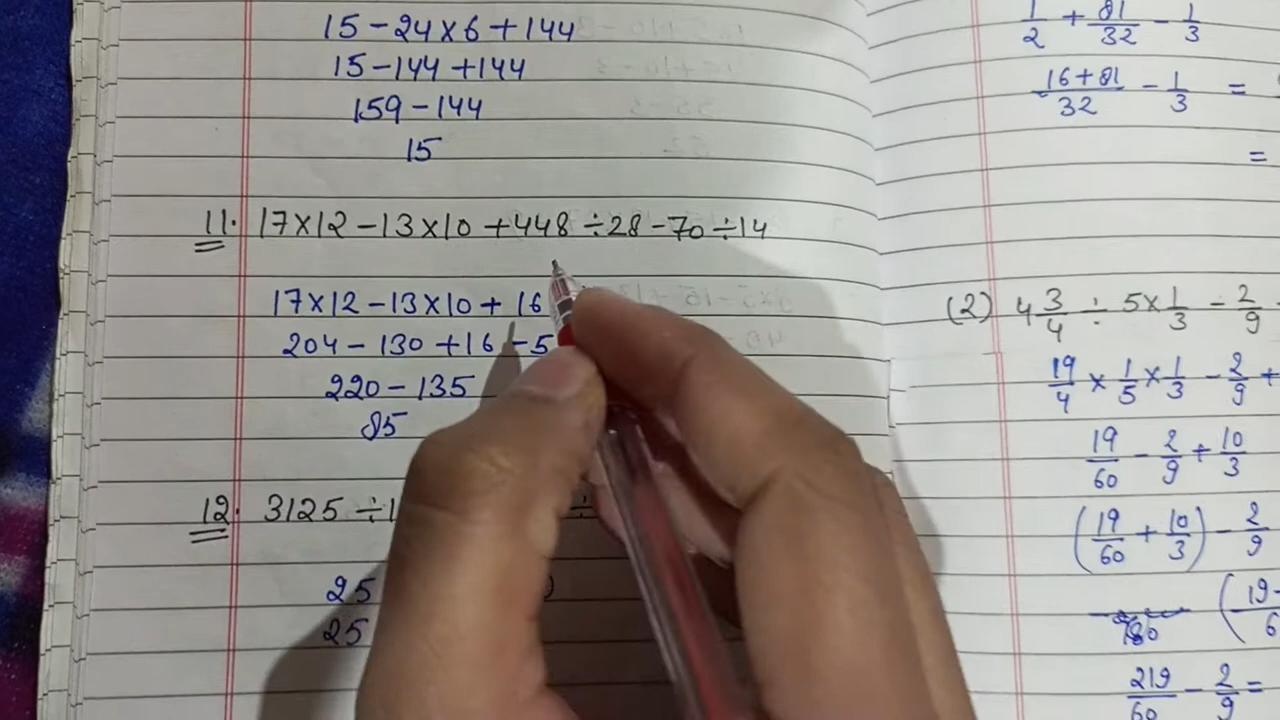 15 - 24 × 6 + 144
15 - 144 + 144
159 - 144
15
11. 17 × 12 - 13 × 10 + 448 ÷ 28 - 70 ÷ 14
17 × 12 - 13 × 10 + 16
204 - 130 + 16 - 5
220 - 135
85
12. 3125 ÷ 1 ÷
25
25
1/2 + 81/32 - 1/3
(16 + 81)/32 - 1/3 =
=
(2) 4 3/4 ÷ 5 × 1/3 - 2/9
19/4 × 1/5 × 1/3 - 2/9 +
19/60 - 2/9 + 10/3
(19/60 + 10/3) - 2/9
219/60 - 2/9 =